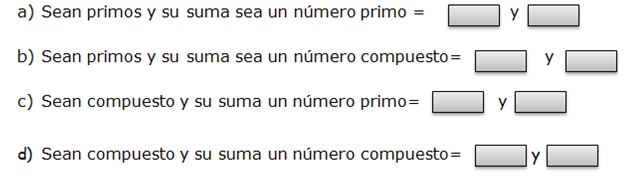 a) Sean primos y su suma sea un número primo = y
b) Sean primos y su suma sea un número compuesto= y
c) Sean compuesto y su suma un número primo= y
d) Sean compuesto y su suma un número compuesto= y